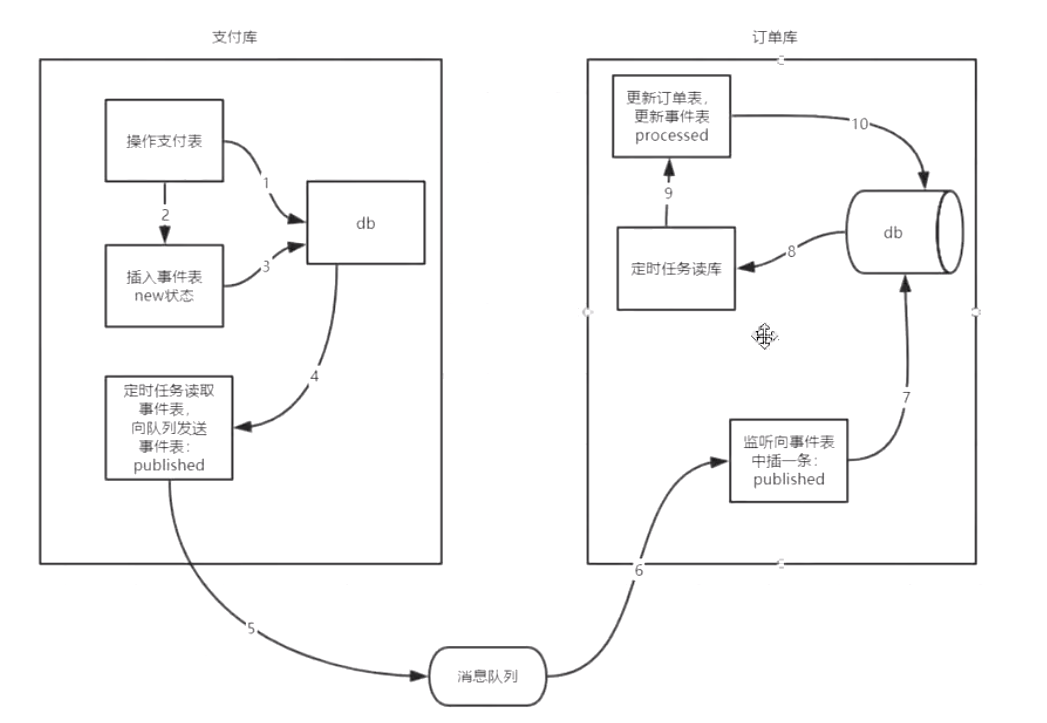 支付库
操作支付表
1
2
db
插入事件表
new状态
3
4
定时任务读取
事件表，
向队列发送
事件表：
published
5
消息队列
6
订单库
更新订单表，
更新事件表
processed
10
9
db
定时任务读库
8
7
监听向事件表
中插一条：
published